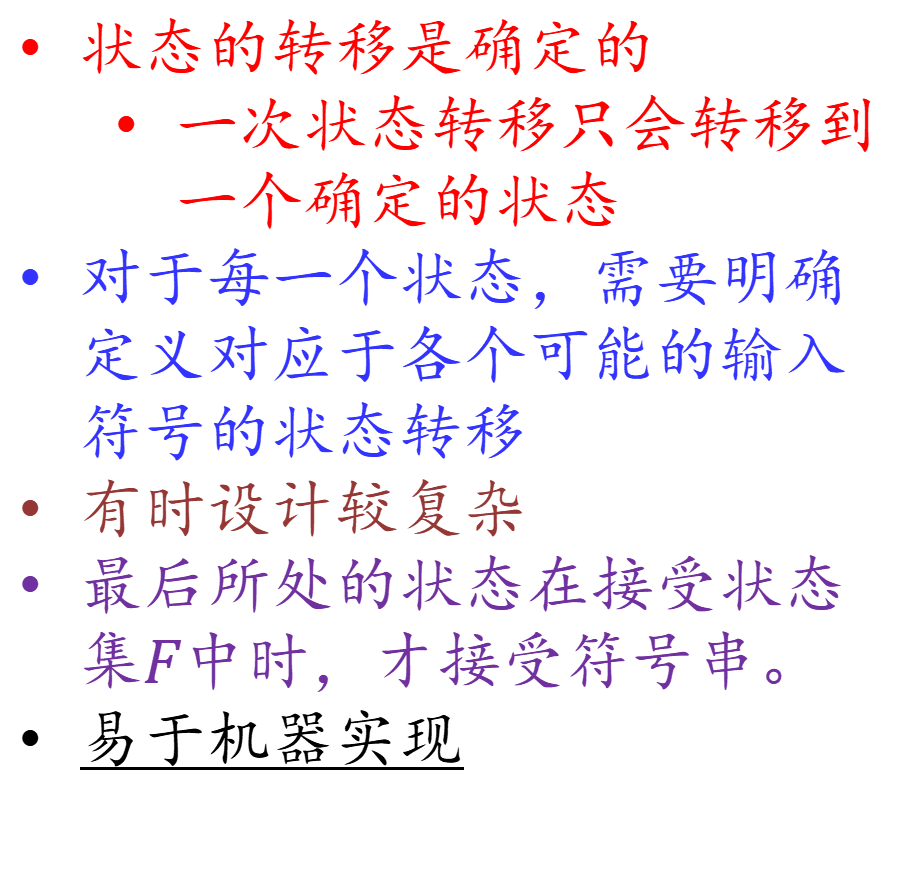 • 状态的转移是确定的
• 一次状态转移只会转移到
一个确定的状态
• 对于每一个状态，需要明确
定义对应于各个可能的输入
符号的状态转移
• 有时设计较复杂
• 最后所处的状态在接受状态
集F中时，才接受符号串。
• 易于机器实现